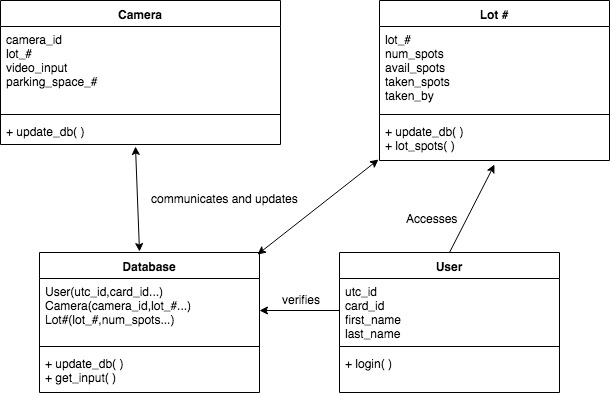 Camera
camera_id
lot_#
video_input
parking_space_#
+ update_db( )
Lot #
lot_#
num_spots
avail_spots
taken_spots
taken_by
+ update_db( )
+ lot_spots( )
communicates and updates
Accesses
Database
User(utc_id,card_id...)
Camera(camera_id,lot_#...)
Lot#(lot_#,num_spots...)
+ update_db( )
+ get_input( )
verifies
User
utc_id
card_id
first_name
last_name
+ login( )